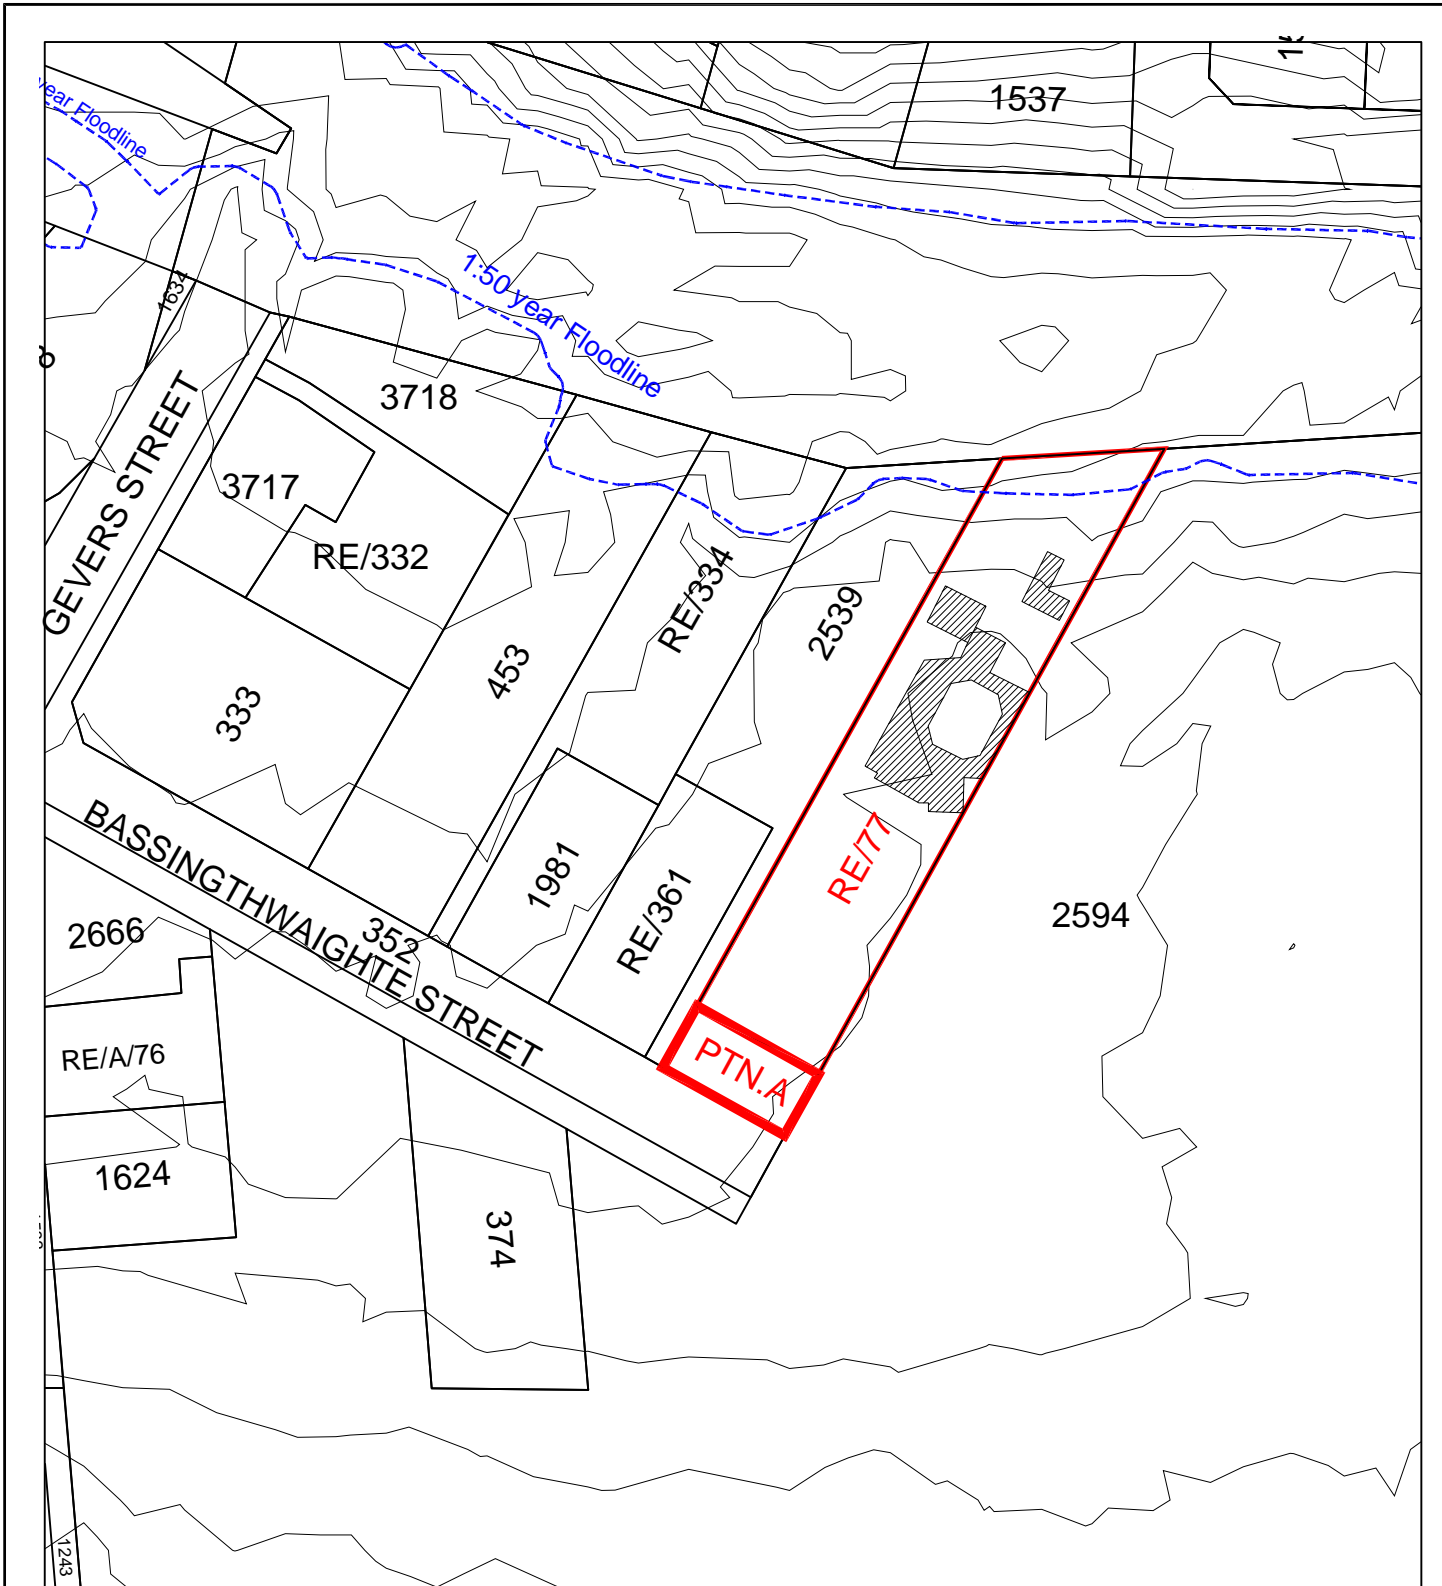 1537
year Floodline
1:50 year Floodline
1634
3718
GEVERS STREET
3717
RE/332
RE/334
2539
453
333
RE/77
1981
RE/361
BASSINGTHWAIGHTE STREET
352
2666
2594
RE/A/76
PTN.A
1624
374
1243